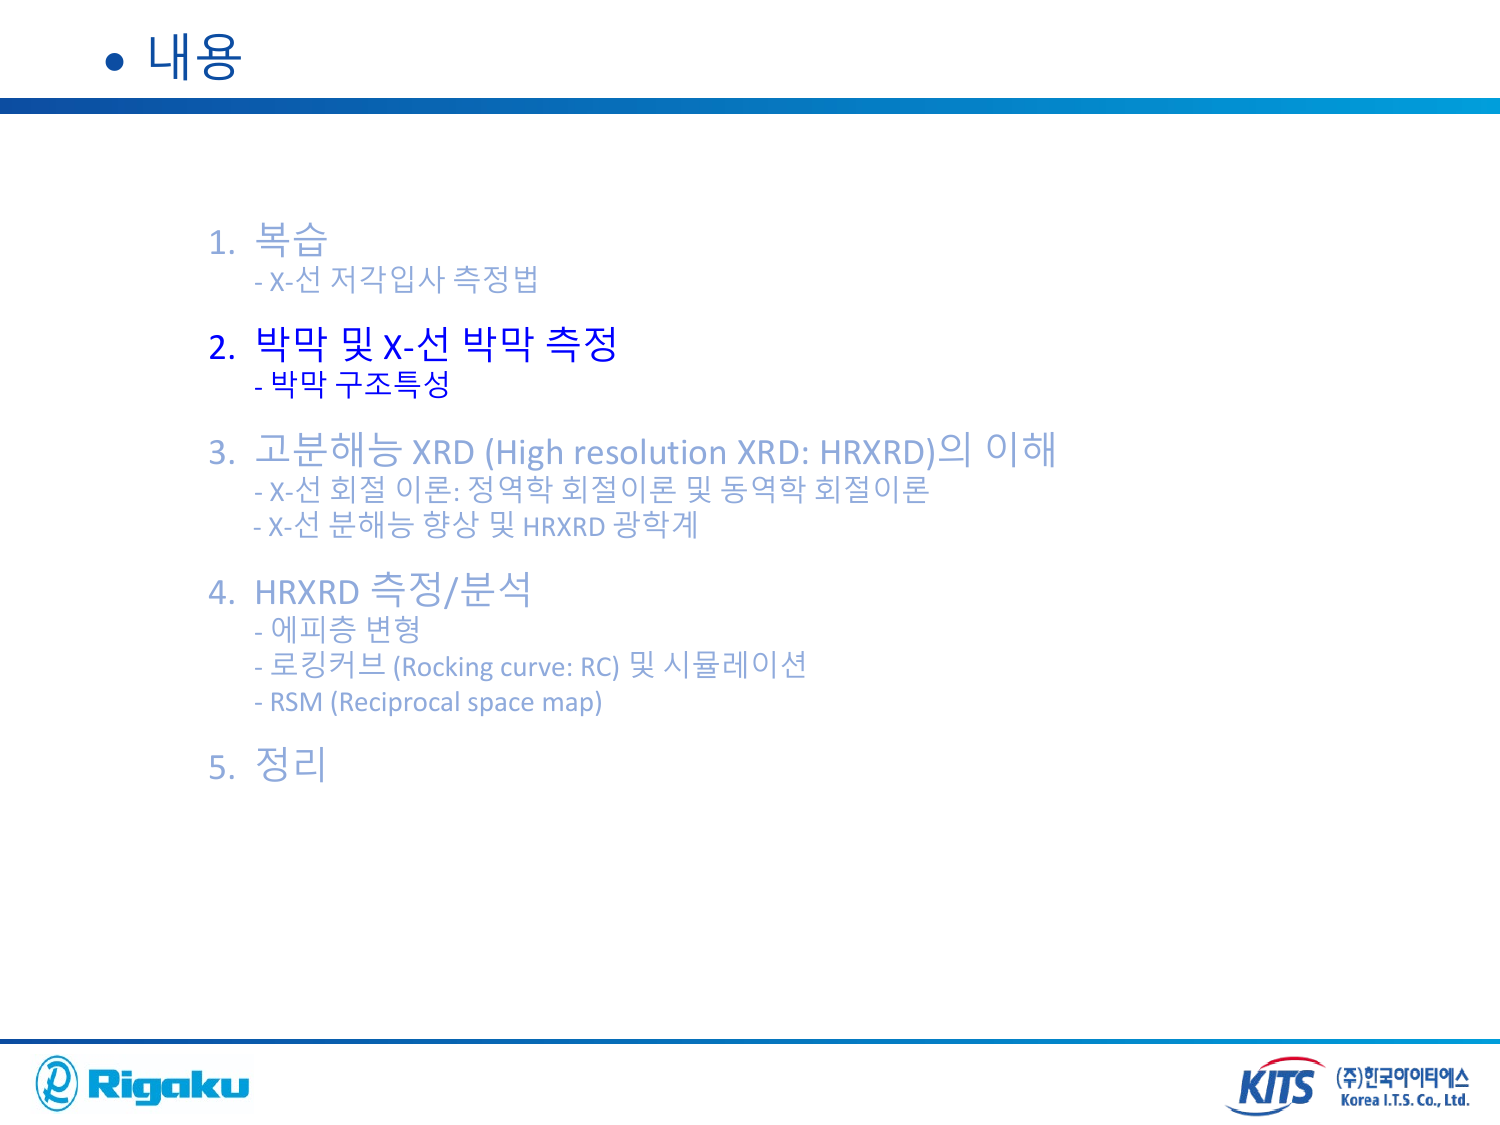 • 내용
1. 복습
- X-선 저각입사 측정법
2. 박막 및 X-선 박막 측정
- 박막 구조특성
3. 고분해능 XRD (High resolution XRD: HRXRD)의 이해
- X-선 회절 이론: 정역학 회절이론 및 동역학 회절이론
- X-선 분해능 향상 및 HRXRD 광학계
4. HRXRD 측정/분석
- 에피층 변형
- 로킹커브 (Rocking curve: RC) 및 시뮬레이션
- RSM (Reciprocal space map)
5. 정리
Rigaku
KITS (주)한국아이티에스
Korea I.T.S. Co., Ltd.